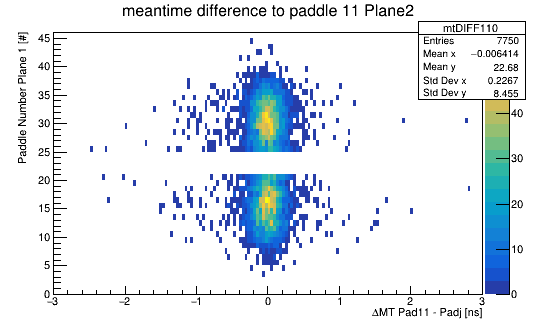 meantime difference to paddle 11 Plane2
mtDIFF110
Entries 7750
Mean x −0.006414
Mean y 22.68
Std Dev x 0.2267
Std Dev y 8.455
Paddle Number Plane 1 [#]
45
40
35
30
25
20
15
10
5
0
40
30
20
10
0
−3 −2 −1 0 1 2 3
ΔMT Pad11 - Padj [ns]